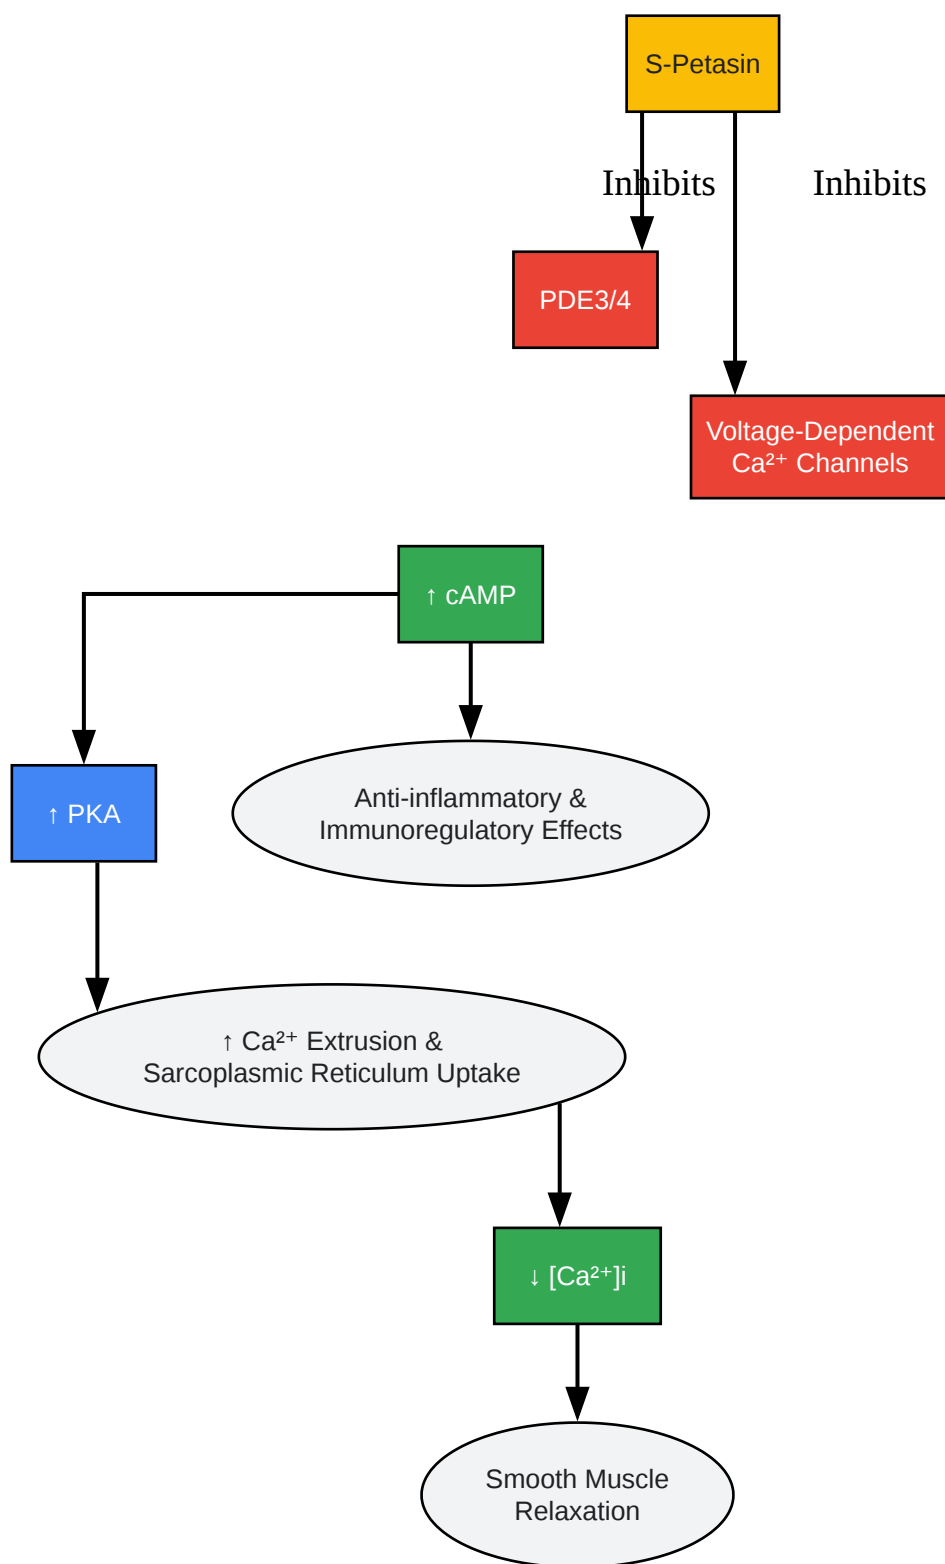 S-Petasin
Inhibits
Inhibits
PDE3/4
Voltage-Dependent
Ca²⁺ Channels
↑ cAMP
↑ PKA
Anti-inflammatory &
Immunoregulatory Effects
↑ Ca²⁺ Extrusion &
Sarcoplasmic Reticulum Uptake
↓ [Ca²⁺]i
Smooth Muscle
Relaxation